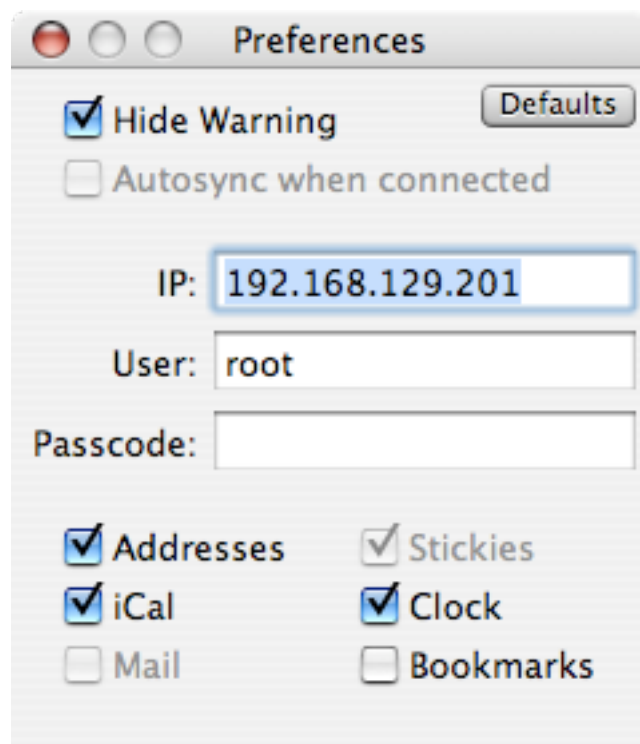 Preferences
Hide Warning Defaults
Autosync when connected
IP: 192.168.129.201
User: root
Passcode:
Addresses Stickies
iCal Clock
Mail Bookmarks